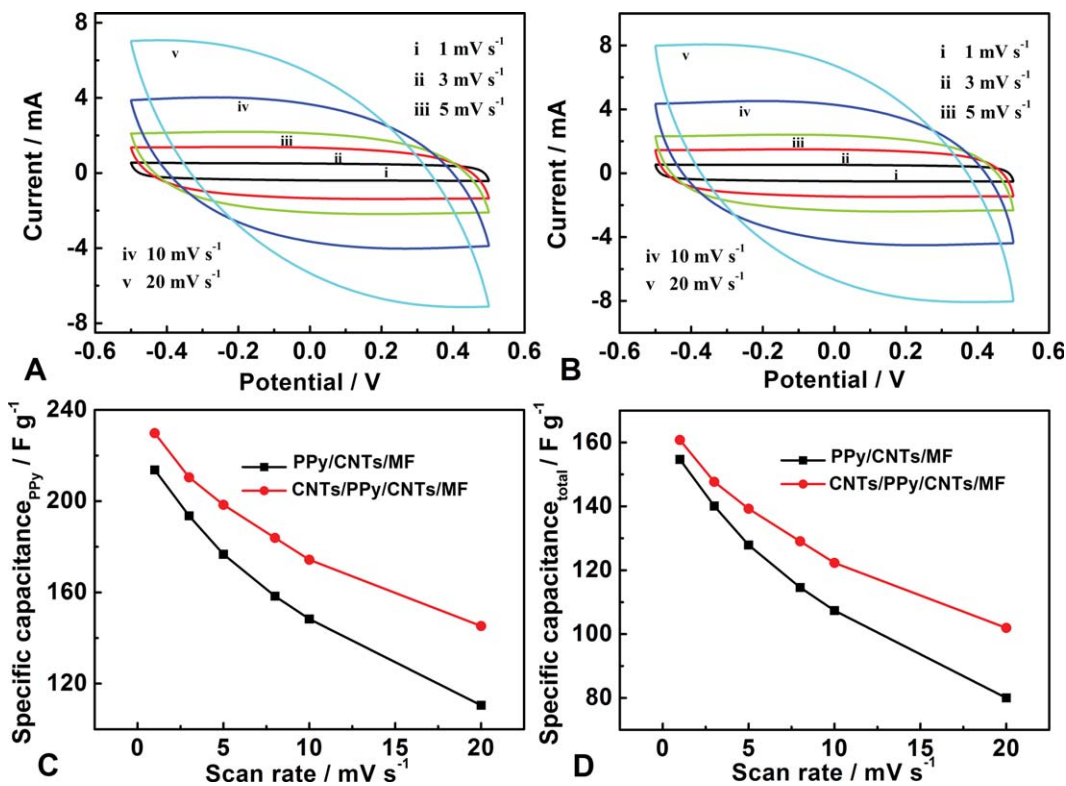 8
4
0
-4
-8
Current / mA
v
iv
iii
ii
i
i 1 mV s⁻¹
ii 3 mV s⁻¹
iii 5 mV s⁻¹
iv 10 mV s⁻¹
v 20 mV s⁻¹
-0.6 -0.4 -0.2 0.0 0.2 0.4 0.6
A
Potential / V
8
4
0
-4
-8
Current / mA
v
iv
iii
ii
i
i 1 mV s⁻¹
ii 3 mV s⁻¹
iii 5 mV s⁻¹
iv 10 mV s⁻¹
v 20 mV s⁻¹
-0.6 -0.4 -0.2 0.0 0.2 0.4 0.6
B
Potential / V
240
200
160
110
Specific capacitance_PPy / F g⁻¹
PPy/CNTs/MF
CNTs/PPy/CNTs/MF
0 5 10 15 20
C
Scan rate / mV s⁻¹
160
140
120
100
80
Specific capacitance_total / F g⁻¹
PPy/CNTs/MF
CNTs/PPy/CNTs/MF
0 5 10 15 20
D
Scan rate / mV s⁻¹